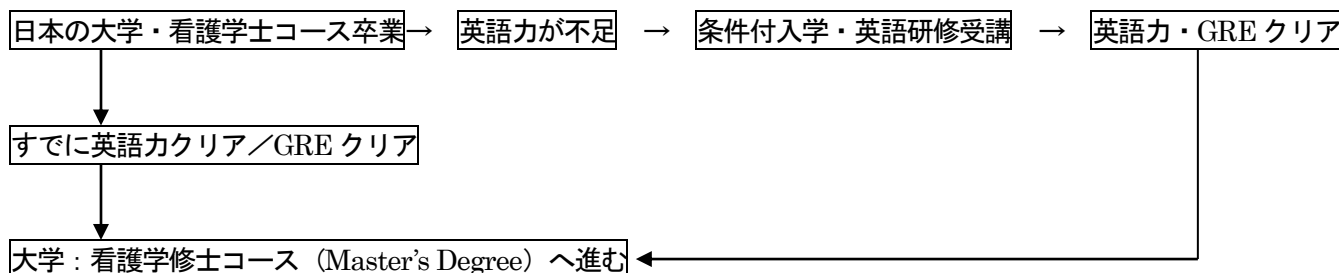 日本の大学・看護学士コース卒業→ 英語力が不足 → 条件付入学・英語研修受講 → 英語力・GRE クリア
すでに英語力クリア／GRE クリア
大学：看護学修士コース（Master's Degree）へ進む